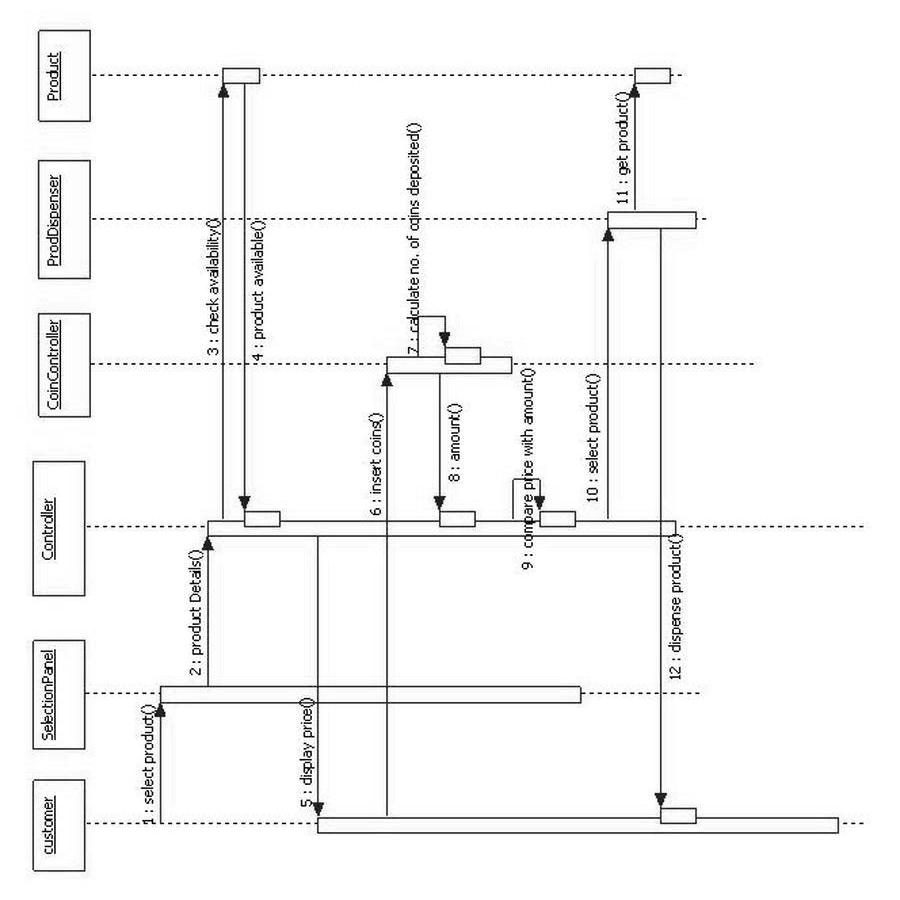 customer
SelectionPanel
Controller
CoinController
ProdDispenser
Product
1 : select product()
2 : product Details()
3 : check availability()
4 : product available()
5 : display price()
6 : insert coins()
7 : calculate no. of coins deposited()
8 : amount()
9 : compare price with amount()
10 : select product()
11 : get product()
12 : dispense product()